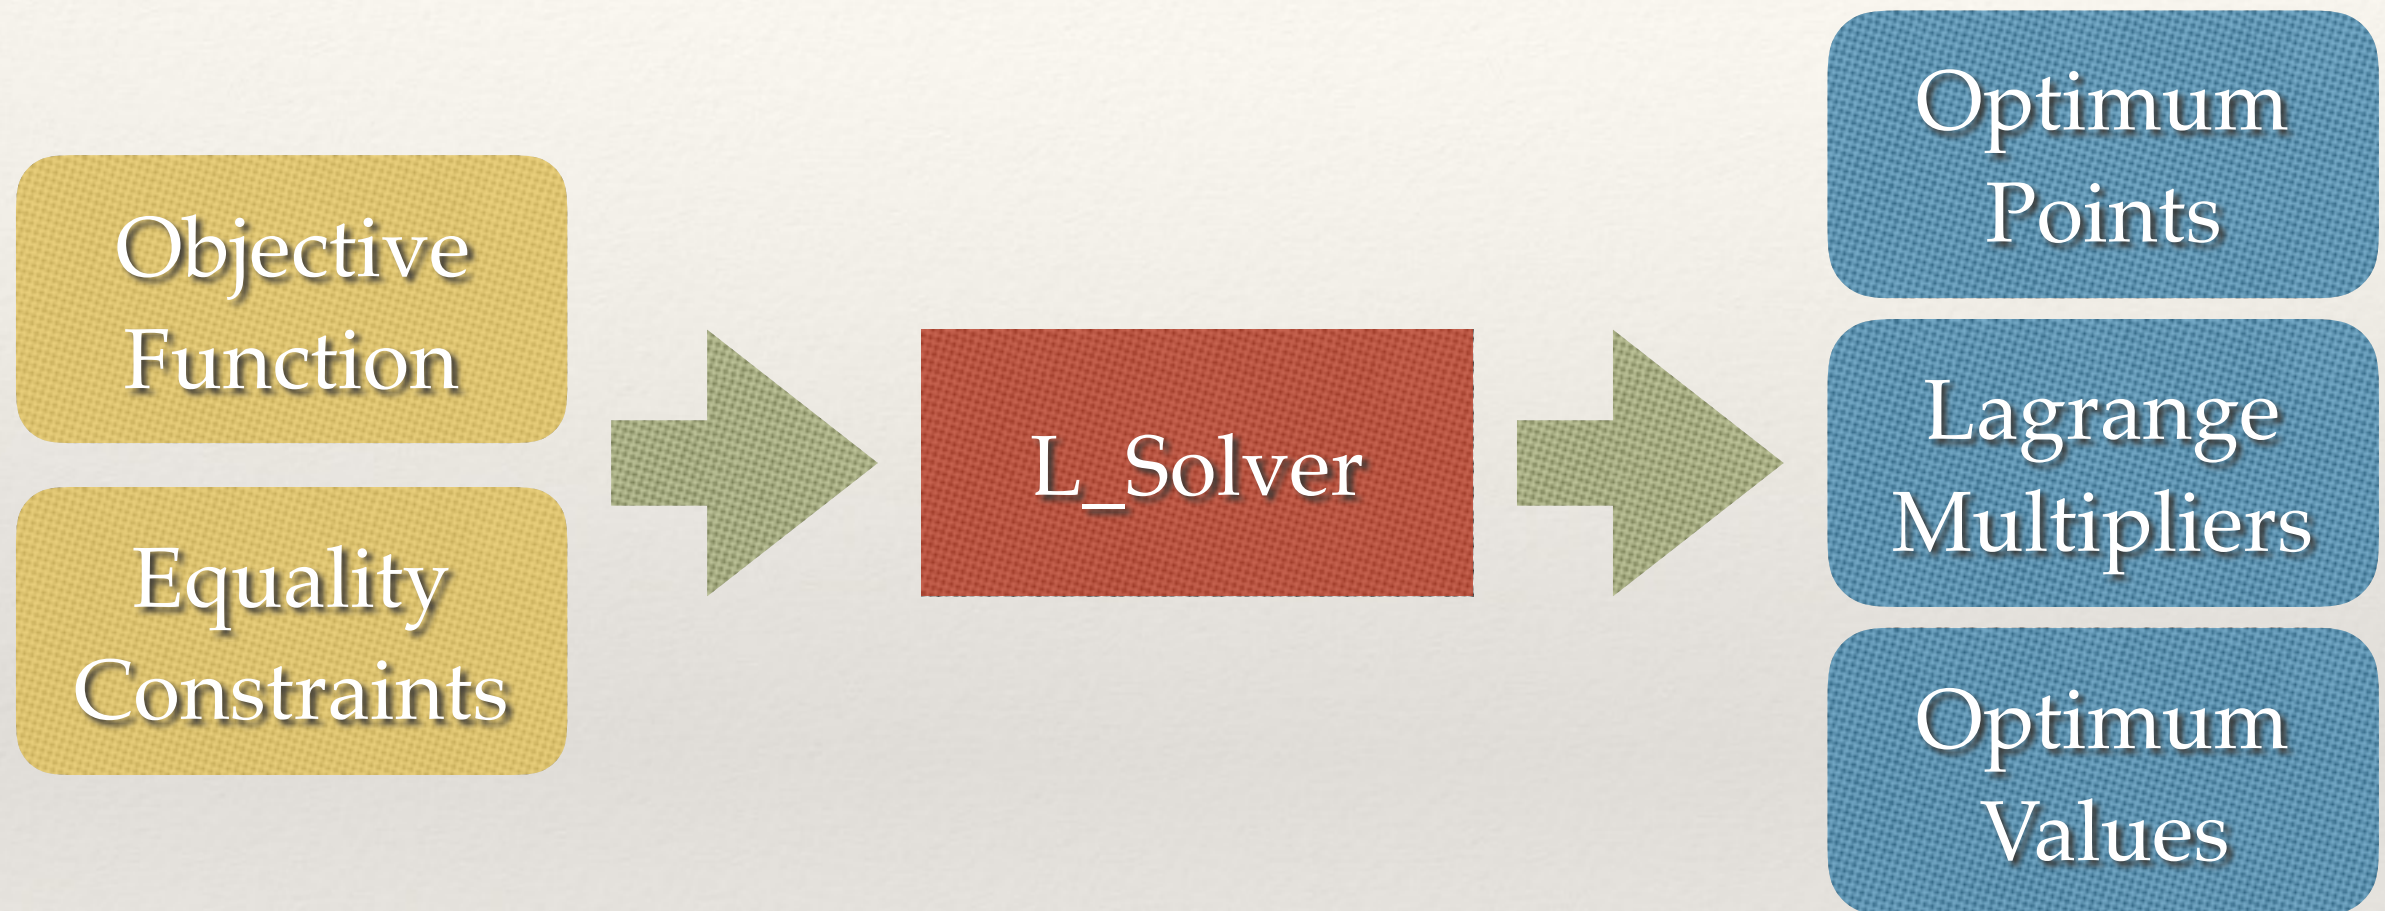 Objective
Function
Equality
Constraints
L_Solver
Optimum
Points
Lagrange
Multipliers
Optimum
Values